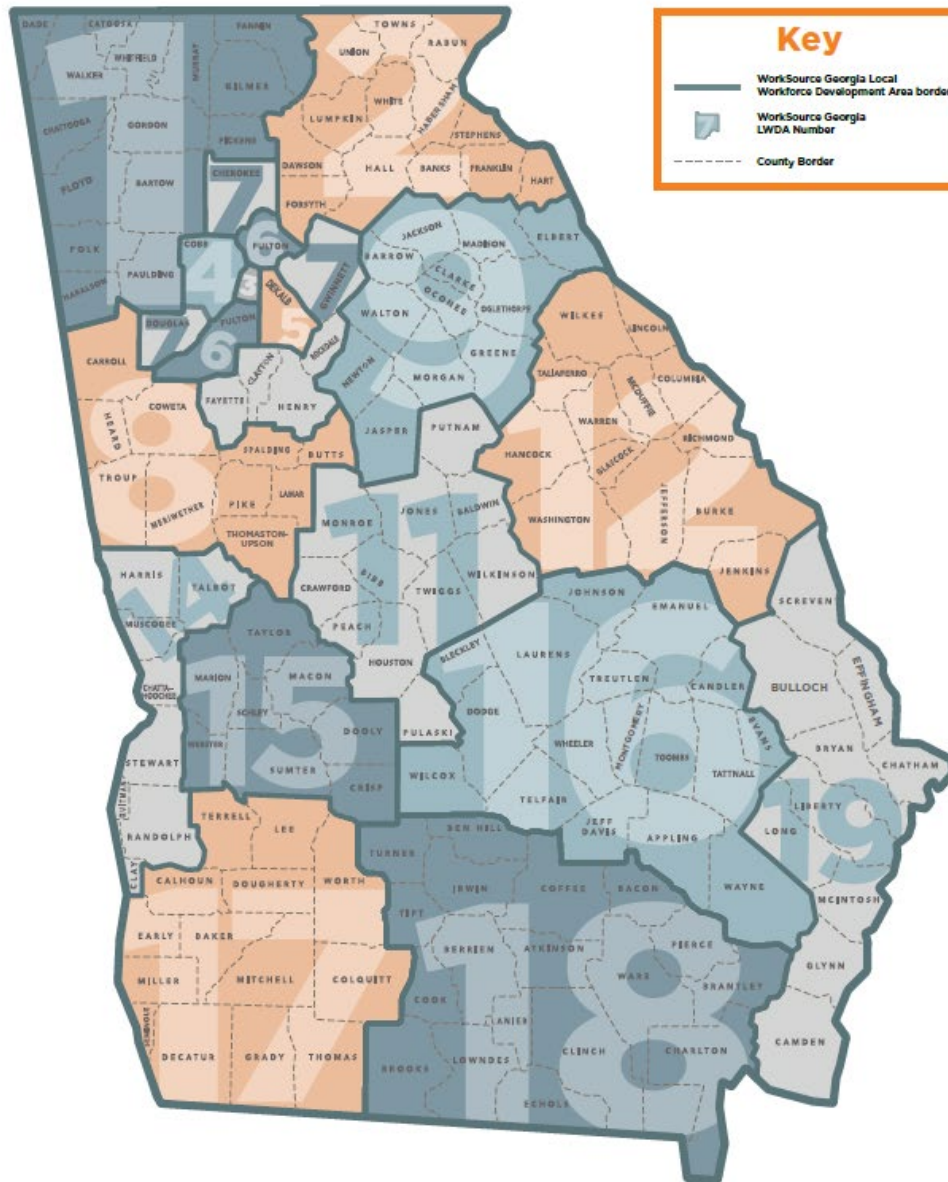 Key
WorkSource Georgia Local
Workforce Development Area border
WorkSource Georgia
LWDA Number
County Border
DADE
CATOOSA
FANNIN
TOWNS
RABUN
UNION
WALKER
WHITFIELD
MURRAY
GILMER
1
2
WHITE
HABERSHAM
LUMPKIN
CHATTOOGA
GORDON
PICKENS
STEPHENS
DAWSON
HALL
BANKS
FRANKLIN
HART
FLOYD
BARTOW
CHEROKEE
7
FORSYTH
POLK
PAULDING
HARALSON
COBB
4
6
FULTON
3
DEKALB
5
7
GWINNETT
DOUGLAS
7
FULTON
6
ROCKDALE
CLAYTON
FAYETTE
HENRY
JACKSON
MADISON
ELBERT
BARROW
CLARKE
OCONEE
OGLETHORPE
9
WALTON
GREENE
NEWTON
MORGAN
JASPER
PUTNAM
WILKES
LINCOLN
TALIAFERRO
COLUMBIA
MCDUFFIE
WARREN
RICHMOND
HANCOCK
GLASCOCK
12
WASHINGTON
JEFFERSON
BURKE
JENKINS
CARROLL
COWETA
HEARD
8
SPALDING
BUTTS
TROUP
MERIWETHER
PIKE
LAMAR
THOMASTON-
UPSON
MONROE
JONES
BALDWIN
11
BIBB
WILKINSON
CRAWFORD
TWIGGS
PEACH
HOUSTON
PULASKI
HARRIS
TALBOT
14
MUSCOGEE
CHATTA-
HOOCHEE
STEWART
QUITMAN
RANDOLPH
CLAY
TAYLOR
MARION
MACON
15
SCHLEY
DOOLY
WEBSTER
SUMTER
CRISP
JOHNSON
EMANUEL
BLECKLEY
LAURENS
TREUTLEN
CANDLER
16
DODGE
EVANS
WHEELER
MONTGOMERY
TOOMBS
TATTNALL
WILCOX
TELFAIR
JEFF
DAVIS
APPLING
WAYNE
SCREVEN
BULLOCH
EFFINGHAM
BRYAN
CHATHAM
LIBERTY
LONG
19
MCINTOSH
GLYNN
CAMDEN
TERRELL
LEE
CALHOUN
DOUGHERTY
WORTH
EARLY
BAKER
17
MILLER
MITCHELL
COLQUITT
SEMINOLE
DECATUR
GRADY
THOMAS
BEN HILL
TURNER
IRWIN
COFFEE
BACON
TIFT
BERRIEN
ATKINSON
PIERCE
18
WARE
BRANTLEY
COOK
LANIER
CLINCH
CHARLTON
BROOKS
LOWNDES
ECHOLS